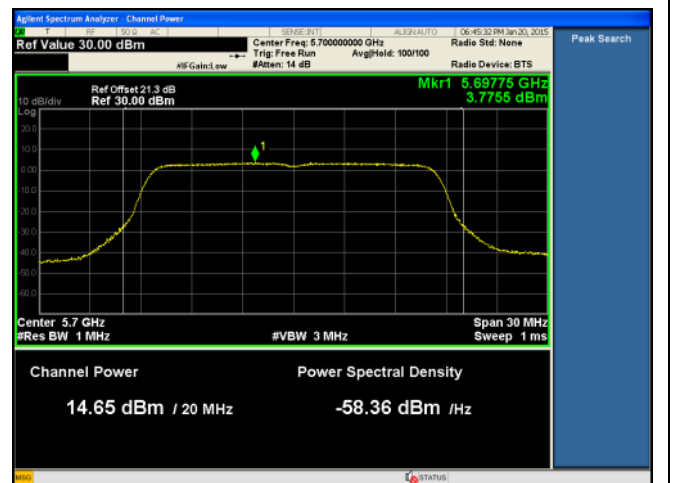 Agilent Spectrum Analyzer - Channel Power
T RF 50 Ω AC SENSE:INT ALIGN AUTO 06:45:32 PM Jan 20, 2015
Ref Value 30.00 dBm Center Freq: 5.700000000 GHz Radio Std: None Peak Search
Trig: Free Run Avg|Hold: 100/100
#IFGain:Low #Atten: 14 dB Radio Device: BTS
Ref Offset 21.3 dB Mkr1 5.69775 GHz
10 dB/div Ref 30.00 dBm 3.7755 dBm
Log
20.0
10.0 1
0.00
-10.0
-20.0
-30.0
-40.0
-50.0
-60.0
Center 5.7 GHz Span 30 MHz
#Res BW 1 MHz #VBW 3 MHz Sweep 1 ms
Channel Power Power Spectral Density
14.65 dBm / 20 MHz -58.36 dBm /Hz
MSG STATUS